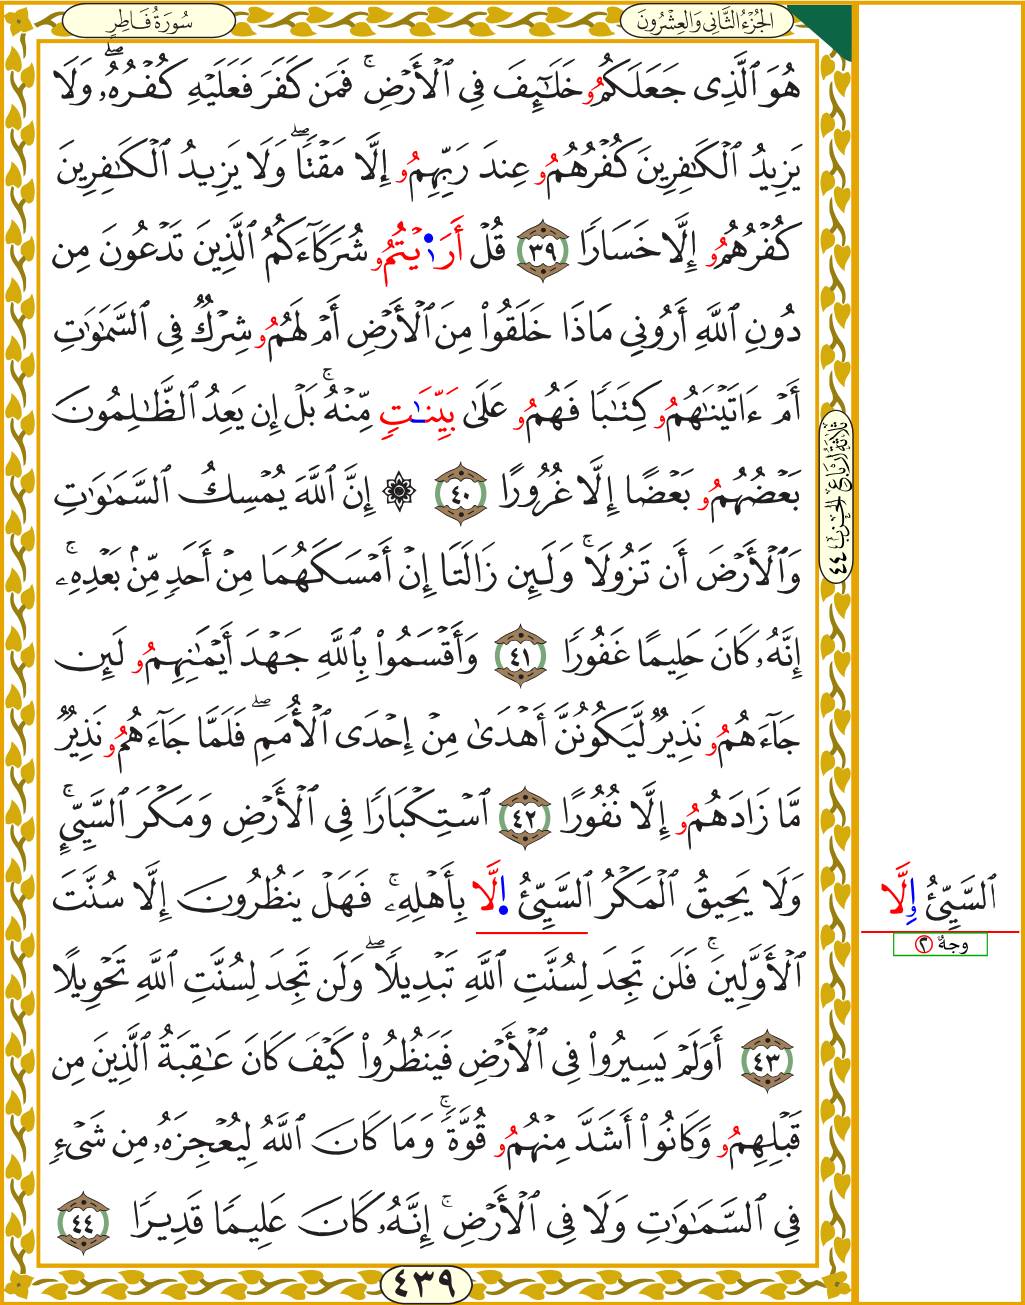 سُورَةُ فَاطِرٍ
الجُزْءُ الثَّانِي وَالعِشْرُونَ
هُوَ ٱلَّذِى جَعَلَكُمُۥ خَلَـٰٓئِفَ فِى ٱلْأَرْضِ ۚ فَمَن كَفَرَ فَعَلَيْهِ كُفْرُهُۥ ۖ وَلَا
يَزِيدُ ٱلْكَـٰفِرِينَ كُفْرُهُمُۥ عِندَ رَبِّهِمُۥ إِلَّا مَقْتًا ۖ وَلَا يَزِيدُ ٱلْكَـٰفِرِينَ
كُفْرُهُمُۥ إِلَّا خَسَارًا ٣٩ قُلْ أَرَاٰيْتُمُۥ شُرَكَآءَكُمُ ٱلَّذِينَ تَدْعُونَ مِن
دُونِ ٱللَّهِ أَرُونِي مَاذَا خَلَقُوا۟ مِنَ ٱلْأَرْضِ أَمْ لَهُمُۥ شِرْكٌ فِى ٱلسَّمَـٰوَٰتِ
أَمْ ءَاتَيْنَـٰهُمُۥ كِتَـٰبًا فَهُمُۥ عَلَىٰ بَيِّنَـٰتٍ مِّنْهُ ۚ بَلْ إِن يَعِدُ ٱلظَّـٰلِمُونَ
بَعْضُهُمُۥ بَعْضًا إِلَّا غُرُورًا ٤٠ ۞ إِنَّ ٱللَّهَ يُمْسِكُ ٱلسَّمَـٰوَٰتِ
وَٱلْأَرْضَ أَن تَزُولَا ۚ وَلَئِن زَالَتَا إِنْ أَمْسَكَهُمَا مِنْ أَحَدٍ مِّنۢ بَعْدِهِۦ ۚ
إِنَّهُۥ كَانَ حَلِيمًا غَفُورًا ٤١ وَأَقْسَمُوا۟ بِٱللَّهِ جَهْدَ أَيْمَـٰنِهِمُۥ لَئِن
جَآءَهُمُۥ نَذِيرٌ لَّيَكُونُنَّ أَهْدَىٰ مِنْ إِحْدَى ٱلْأُمَمِ ۖ فَلَمَّا جَآءَهُمُۥ نَذِيرٌ
مَّا زَادَهُمُۥ إِلَّا نُفُورًا ٤٢ ٱسْتِكْبَارًا فِى ٱلْأَرْضِ وَمَكْرَ ٱلسَّيِّئِ ۚ
وَلَا يَحِيقُ ٱلْمَكْرُ ٱلسَّيِّئُ اِلَّا بِأَهْلِهِۦ ۚ فَهَلْ يَنظُرُونَ إِلَّا سُنَّتَ
ٱلْأَوَّلِينَ ۚ فَلَن تَجِدَ لِسُنَّتِ ٱللَّهِ تَبْدِيلًا ۖ وَلَن تَجِدَ لِسُنَّتِ ٱللَّهِ تَحْوِيلًا
٤٣ أَوَلَمْ يَسِيرُوا۟ فِى ٱلْأَرْضِ فَيَنظُرُوا۟ كَيْفَ كَانَ عَـٰقِبَةُ ٱلَّذِينَ مِن
قَبْلِهِمُۥ وَكَانُوا۟ أَشَدَّ مِنْهُمُۥ قُوَّةً ۚ وَمَا كَانَ ٱللَّهُ لِيُعْجِزَهُۥ مِن شَىْءٍ
فِى ٱلسَّمَـٰوَٰتِ وَلَا فِى ٱلْأَرْضِ ۚ إِنَّهُۥ كَانَ عَلِيمًا قَدِيرًا ٤٤
ثَلَاثَةُ أَرْبَاعِ الحِزْبِ ٤٤
ٱلسَّيِّئُ وِلَّا
وجهٌ ٢
٤٣٩